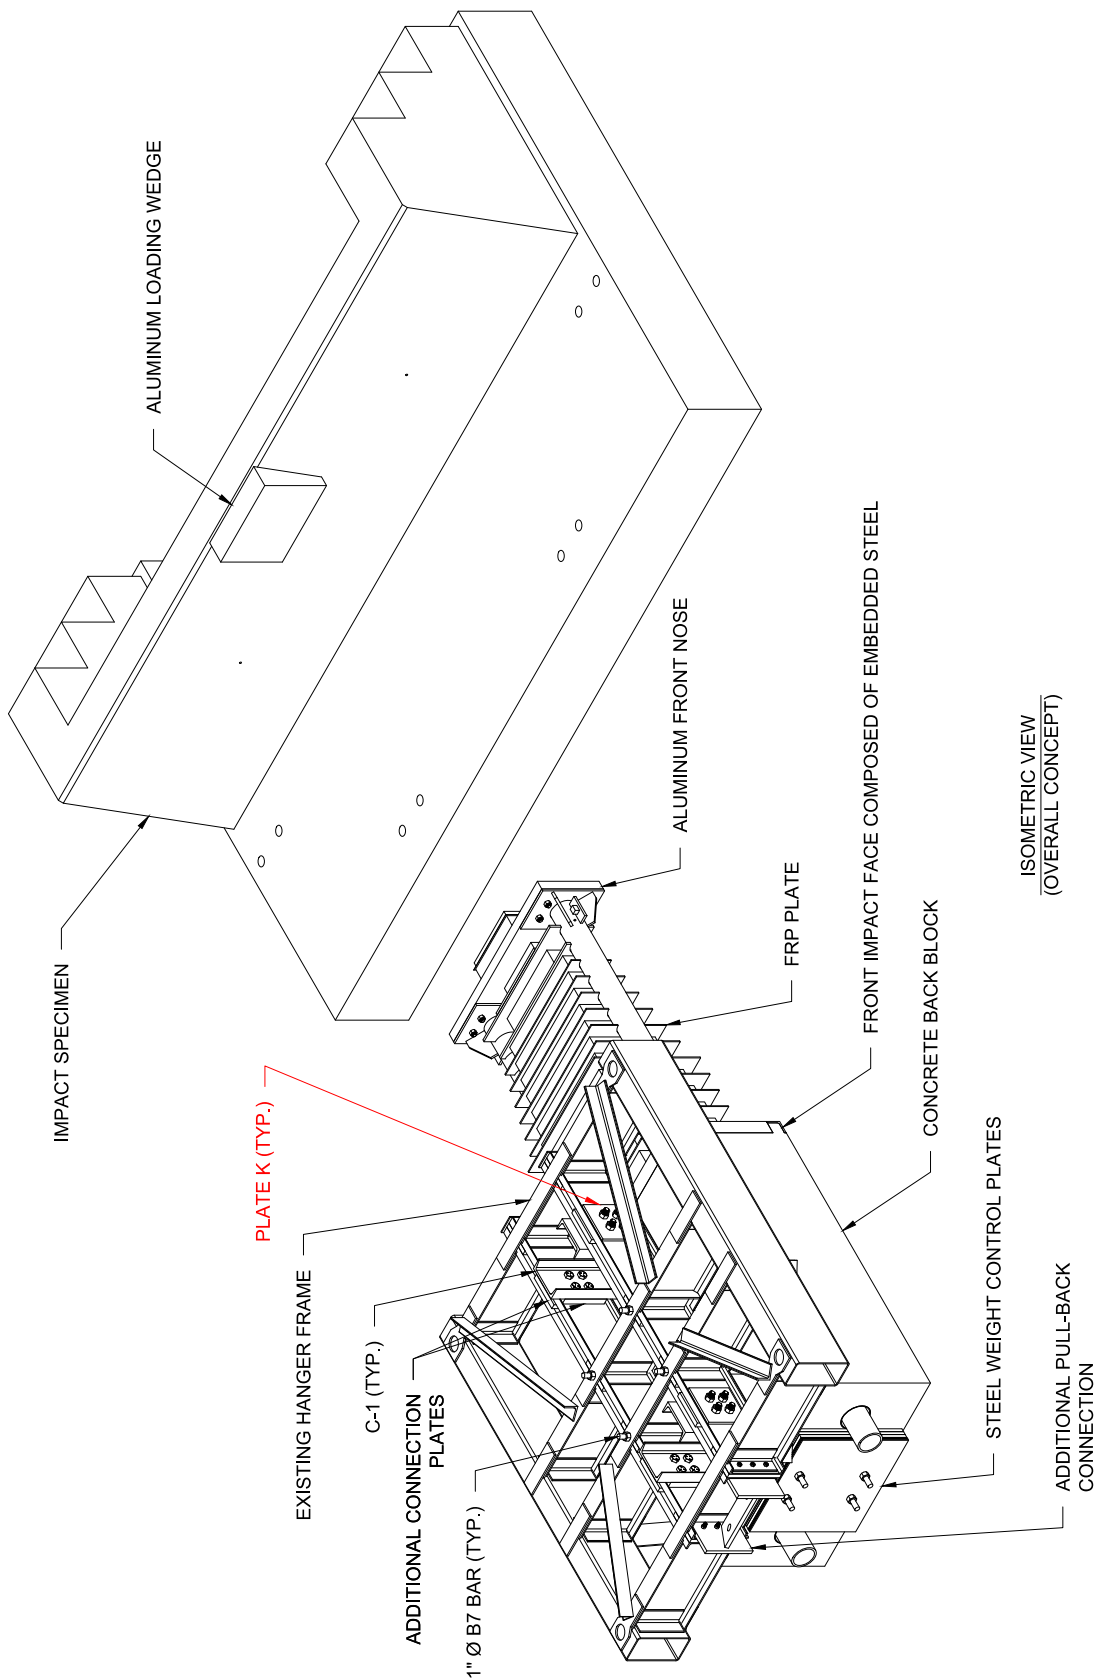 IMPACT SPECIMEN
ALUMINUM LOADING WEDGE
PLATE K (TYP.)
EXISTING HANGER FRAME
C-1 (TYP.)
ADDITIONAL CONNECTION
PLATES
1" Ø B7 BAR (TYP.)
ALUMINUM FRONT NOSE
FRP PLATE
FRONT IMPACT FACE COMPOSED OF EMBEDDED STEEL
CONCRETE BACK BLOCK
STEEL WEIGHT CONTROL PLATES
ADDITIONAL PULL-BACK
CONNECTION
ISOMETRIC VIEW
(OVERALL CONCEPT)